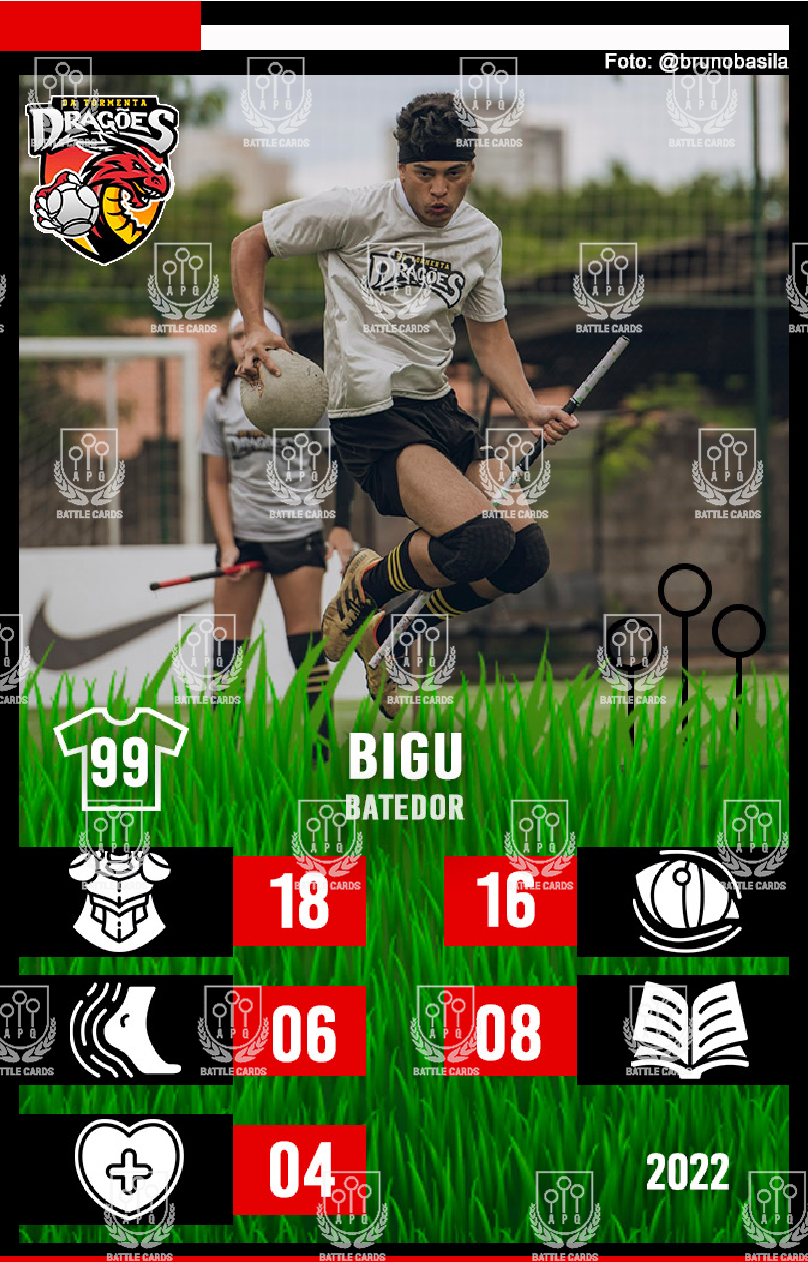 Foto: @brunobasila
DA TORMENTA
DRAGÕES
DA TORMENTA
DRAGÕES
99
BIGU
BATEDOR
18
16
06
08
04
2022
APQ
BATTLE CARDS